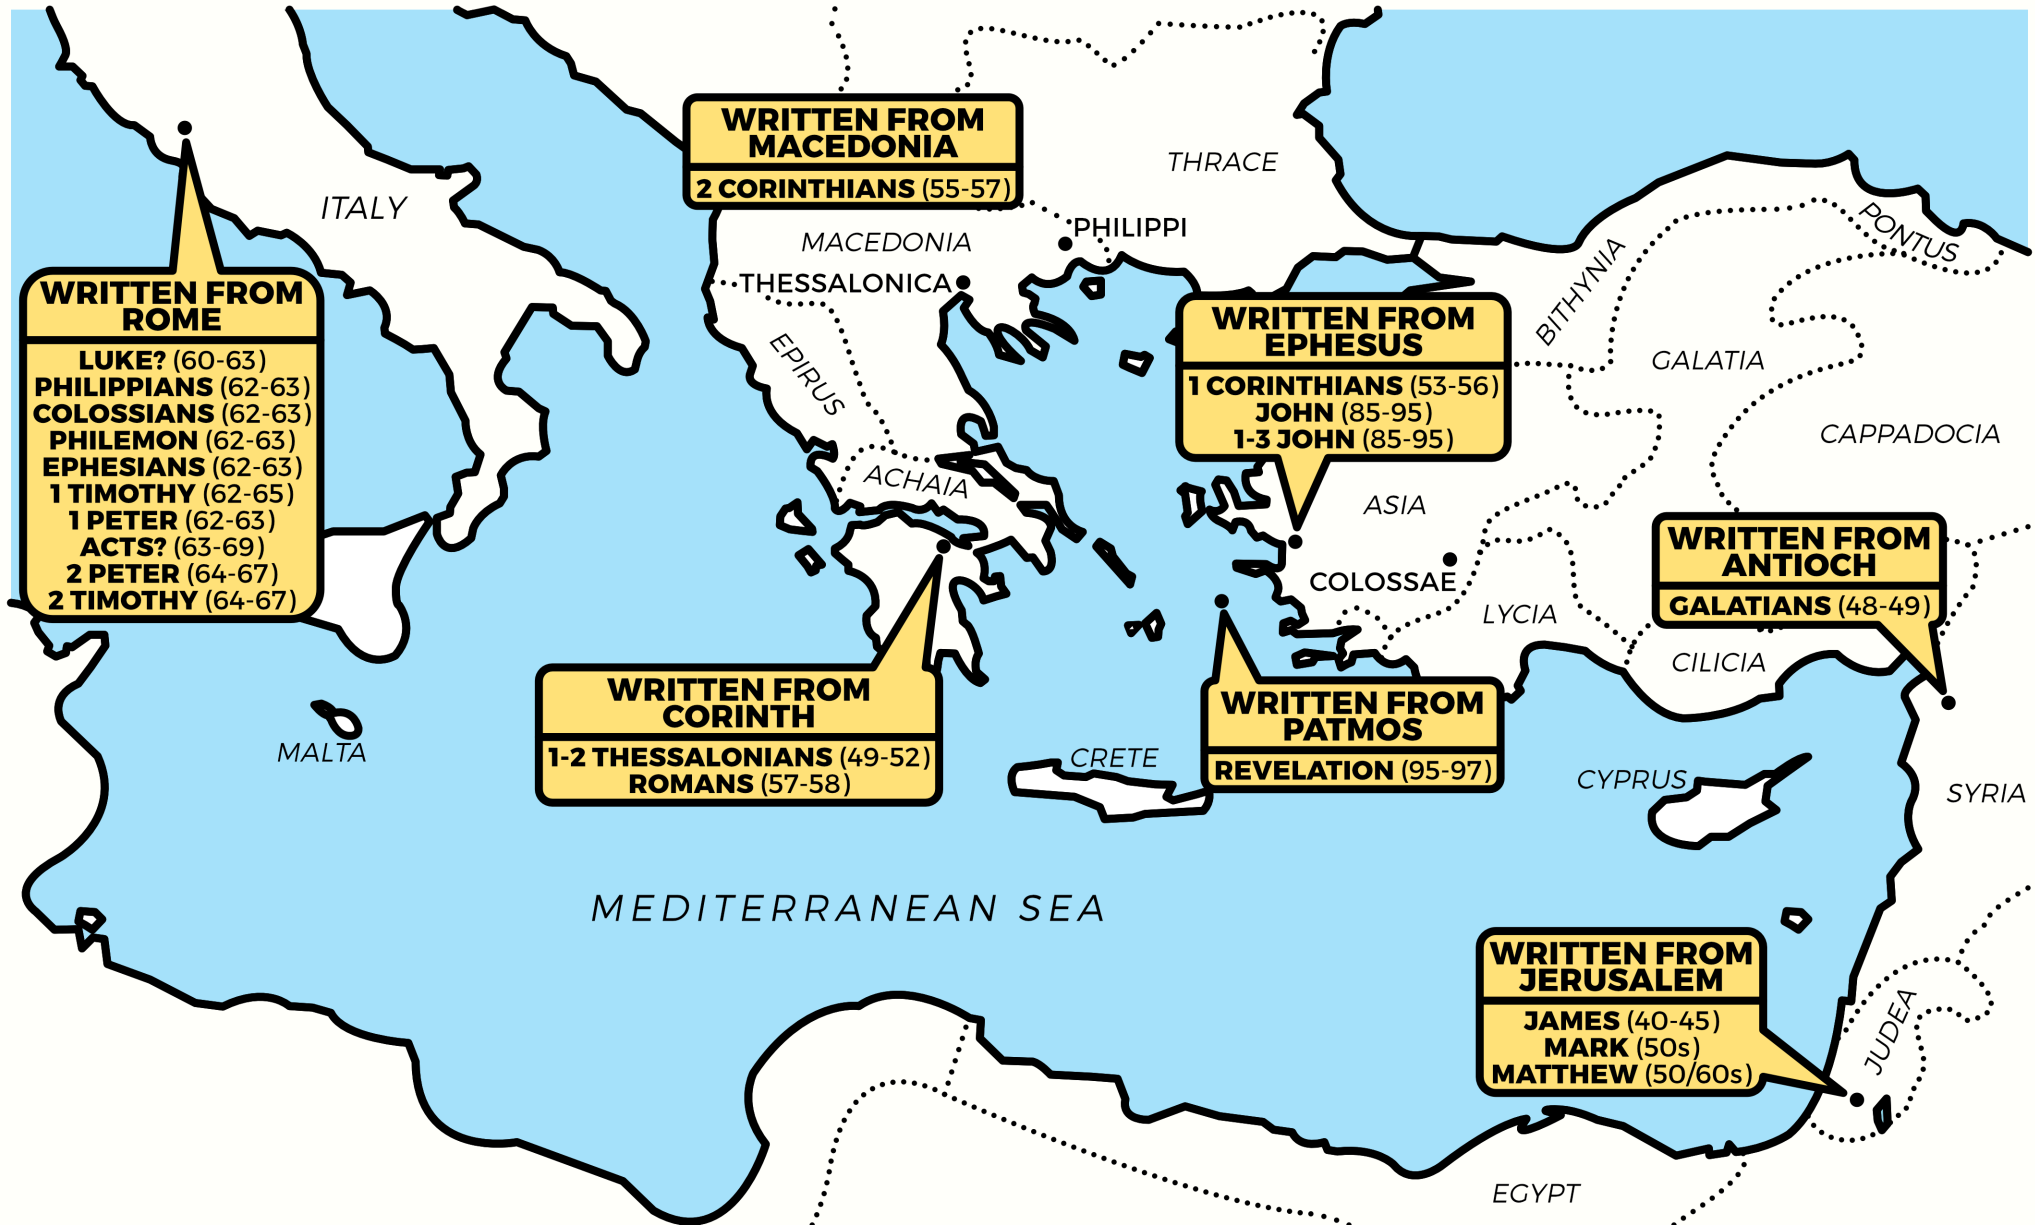 WRITTEN FROM
MACEDONIA
2 CORINTHIANS (55-57)
THRACE
ITALY
PHILIPPI
MACEDONIA
THESSALONICA
PONTUS
BITHYNIA
WRITTEN FROM
ROME
LUKE? (60-63)
PHILIPPIANS (62-63)
COLOSSIANS (62-63)
PHILEMON (62-63)
EPHESIANS (62-63)
1 TIMOTHY (62-65)
1 PETER (62-63)
ACTS? (63-69)
2 PETER (64-67)
2 TIMOTHY (64-67)
EPIRUS
WRITTEN FROM
EPHESUS
1 CORINTHIANS (53-56)
JOHN (85-95)
1-3 JOHN (85-95)
GALATIA
CAPPADOCIA
ACHAIA
ASIA
COLOSSAE
LYCIA
WRITTEN FROM
ANTIOCH
GALATIANS (48-49)
CILICIA
WRITTEN FROM
CORINTH
1-2 THESSALONIANS (49-52)
ROMANS (57-58)
WRITTEN FROM
PATMOS
REVELATION (95-97)
MALTA
CRETE
CYPRUS
SYRIA
MEDITERRANEAN SEA
WRITTEN FROM
JERUSALEM
JAMES (40-45)
MARK (50s)
MATTHEW (50/60s)
JUDEA
EGYPT